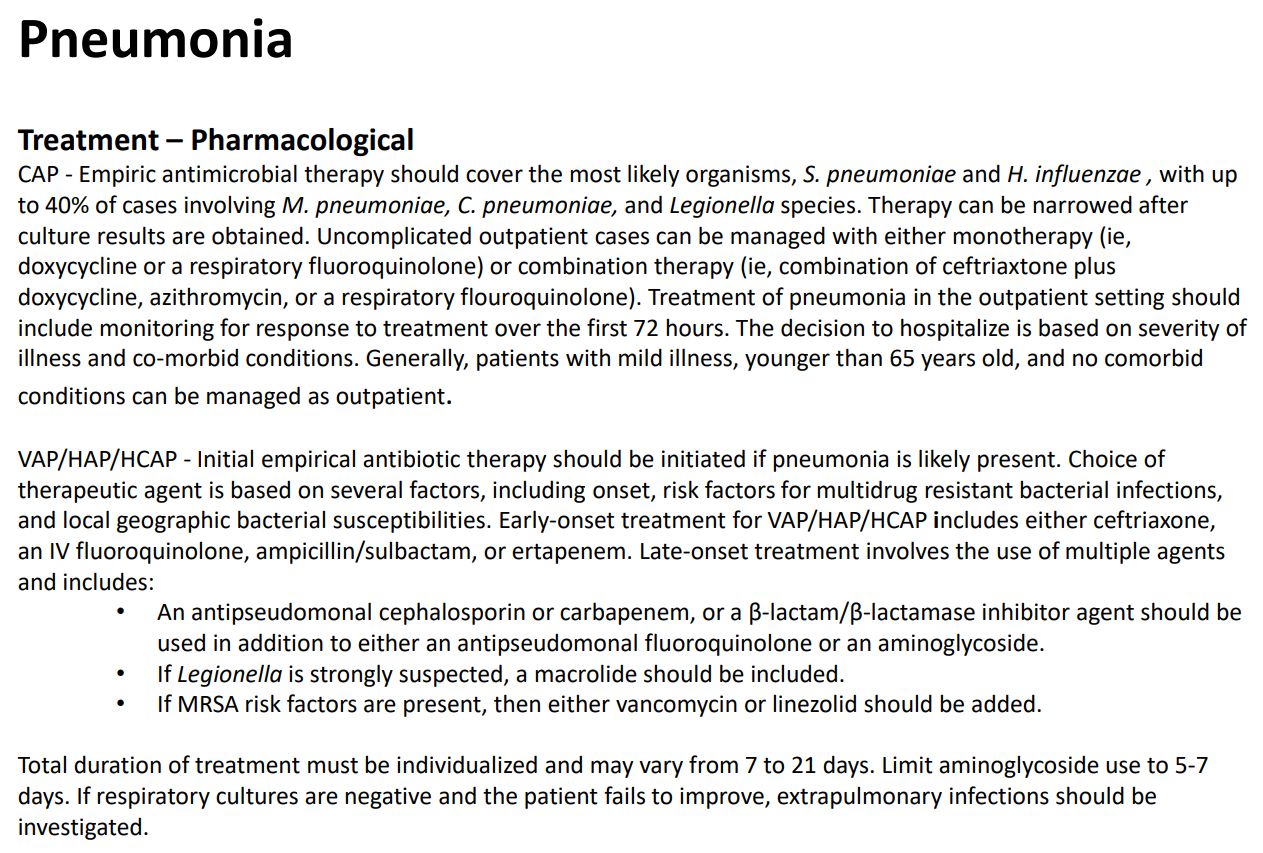 Pneumonia
Treatment – Pharmacological
CAP - Empiric antimicrobial therapy should cover the most likely organisms, S. pneumoniae and H. influenzae , with up
to 40% of cases involving M. pneumoniae, C. pneumoniae, and Legionella species. Therapy can be narrowed after
culture results are obtained. Uncomplicated outpatient cases can be managed with either monotherapy (ie,
doxycycline or a respiratory fluoroquinolone) or combination therapy (ie, combination of ceftriaxtone plus
doxycycline, azithromycin, or a respiratory flouroquinolone). Treatment of pneumonia in the outpatient setting should
include monitoring for response to treatment over the first 72 hours. The decision to hospitalize is based on severity of
illness and co-morbid conditions. Generally, patients with mild illness, younger than 65 years old, and no comorbid
conditions can be managed as outpatient.
VAP/HAP/HCAP - Initial empirical antibiotic therapy should be initiated if pneumonia is likely present. Choice of
therapeutic agent is based on several factors, including onset, risk factors for multidrug resistant bacterial infections,
and local geographic bacterial susceptibilities. Early-onset treatment for VAP/HAP/HCAP includes either ceftriaxone,
an IV fluoroquinolone, ampicillin/sulbactam, or ertapenem. Late-onset treatment involves the use of multiple agents
and includes:
• An antipseudomonal cephalosporin or carbapenem, or a β-lactam/β-lactamase inhibitor agent should be
used in addition to either an antipseudomonal fluoroquinolone or an aminoglycoside.
• If Legionella is strongly suspected, a macrolide should be included.
• If MRSA risk factors are present, then either vancomycin or linezolid should be added.
Total duration of treatment must be individualized and may vary from 7 to 21 days. Limit aminoglycoside use to 5-7
days. If respiratory cultures are negative and the patient fails to improve, extrapulmonary infections should be
investigated.